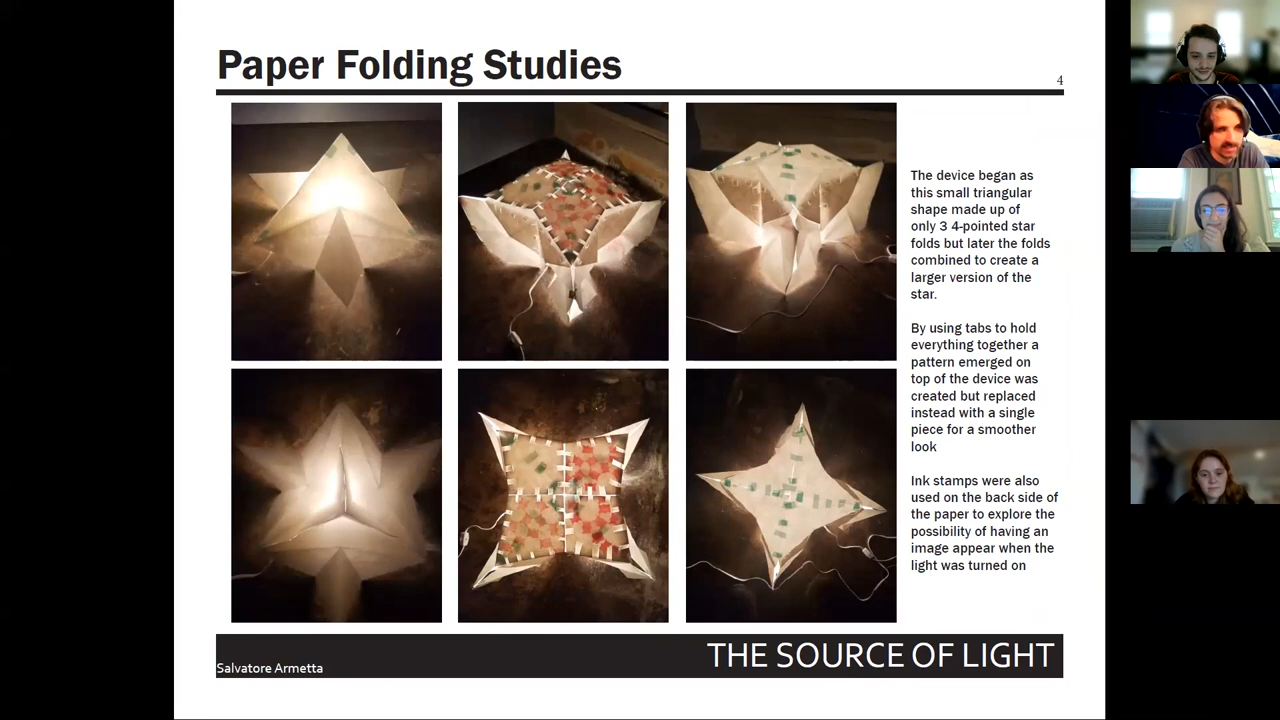 Paper Folding Studies
4
The device began as
this small triangular
shape made up of
only 3 4-pointed star
folds but later the folds
combined to create a
larger version of the
star.
By using tabs to hold
everything together a
pattern emerged on
top of the device was
created but replaced
instead with a single
piece for a smoother
look
Ink stamps were also
used on the back side of
the paper to explore the
possibility of having an
image appear when the
light was turned on
Salvatore Armetta
THE SOURCE OF LIGHT